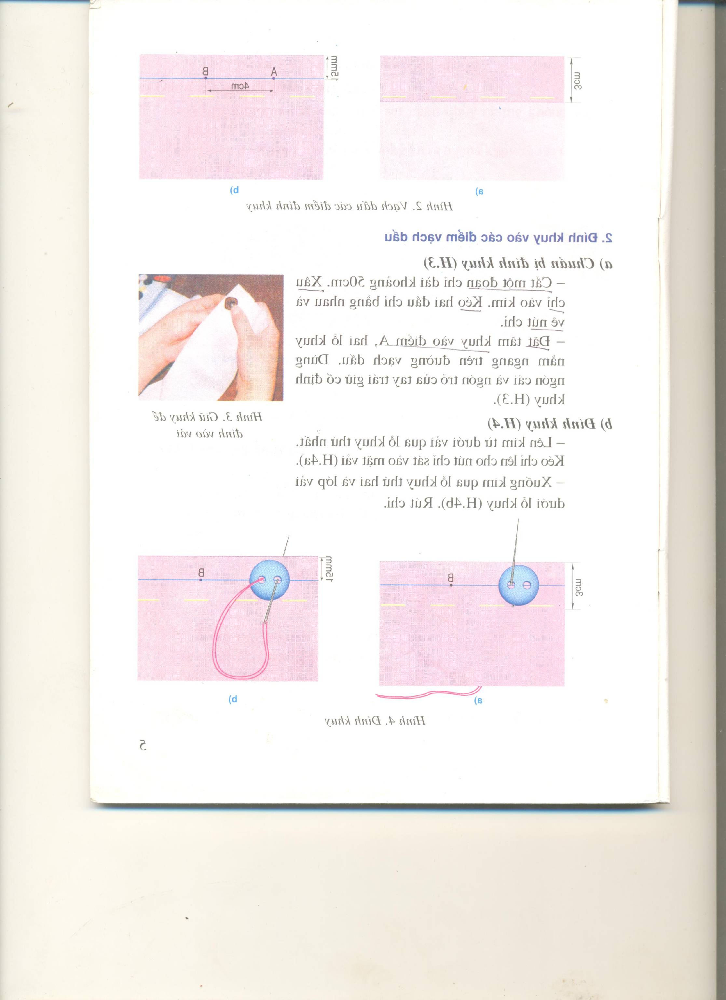 3cm
15mm
A
B
4cm
a)
b)
Hình 2. Vạch dấu các điểm đính khuy
2. Đính khuy vào các điểm vạch dấu
a) Chuẩn bị đính khuy (H.3)
– Cắt một đoạn chỉ dài khoảng 50cm. Xâu
chỉ vào kim. Kéo hai đầu chỉ bằng nhau và
vê nút chỉ.
– Đặt tâm khuy vào điểm A, hai lỗ khuy
nằm ngang trên đường vạch dấu. Dùng
ngón cái và ngón trỏ của tay trái giữ cố định
khuy (H.3).
Hình 3. Giữ khuy để
đính vào vải
b) Đính khuy (H.4)
– Lên kim từ dưới vải qua lỗ khuy thứ nhất.
Kéo chỉ lên cho nút chỉ sát vào mặt vải (H.4a).
– Xuống kim qua lỗ khuy thứ hai và lớp vải
dưới lỗ khuy (H.4b). Rút chỉ.
3cm
B
15mm
B
a)
b)
Hình 4. Đính khuy
5